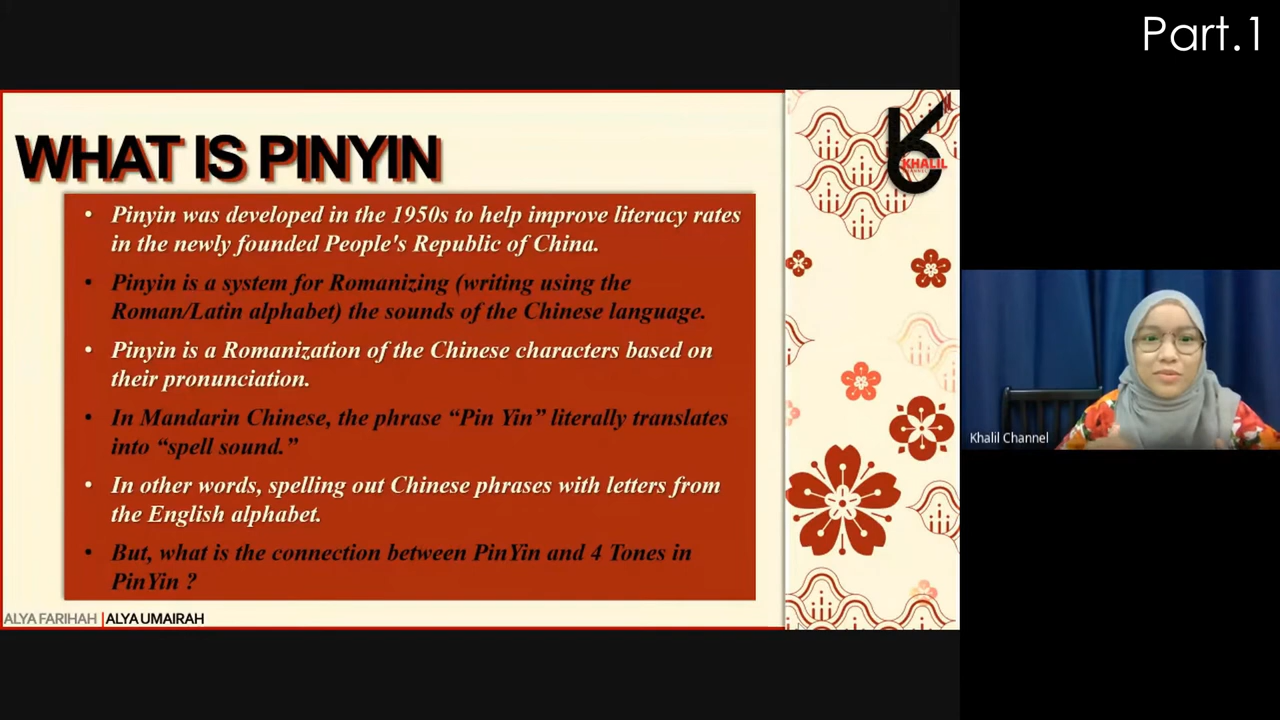 Part.1
WHAT IS PINYIN
• Pinyin was developed in the 1950s to help improve literacy rates
in the newly founded People's Republic of China.
• Pinyin is a system for Romanizing (writing using the
Roman/Latin alphabet) the sounds of the Chinese language.
• Pinyin is a Romanization of the Chinese characters based on
their pronunciation.
• In Mandarin Chinese, the phrase “Pin Yin” literally translates
into “spell sound.”
• In other words, spelling out Chinese phrases with letters from
the English alphabet.
• But, what is the connection between PinYin and 4 Tones in
PinYin ?
ALYA FARIHAH | ALYA UMAIRAH
KHALIL
Khalil Channel